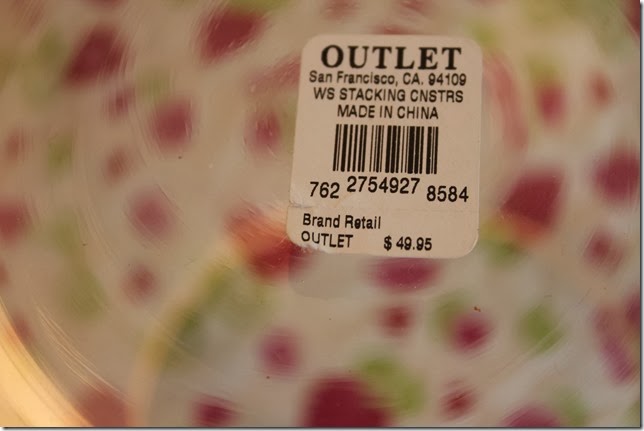 OUTLET
San Francisco, CA. 94109
WS STACKING CNSTRS
MADE IN CHINA
762 2754927 8584
Brand Retail
OUTLET $ 49.95